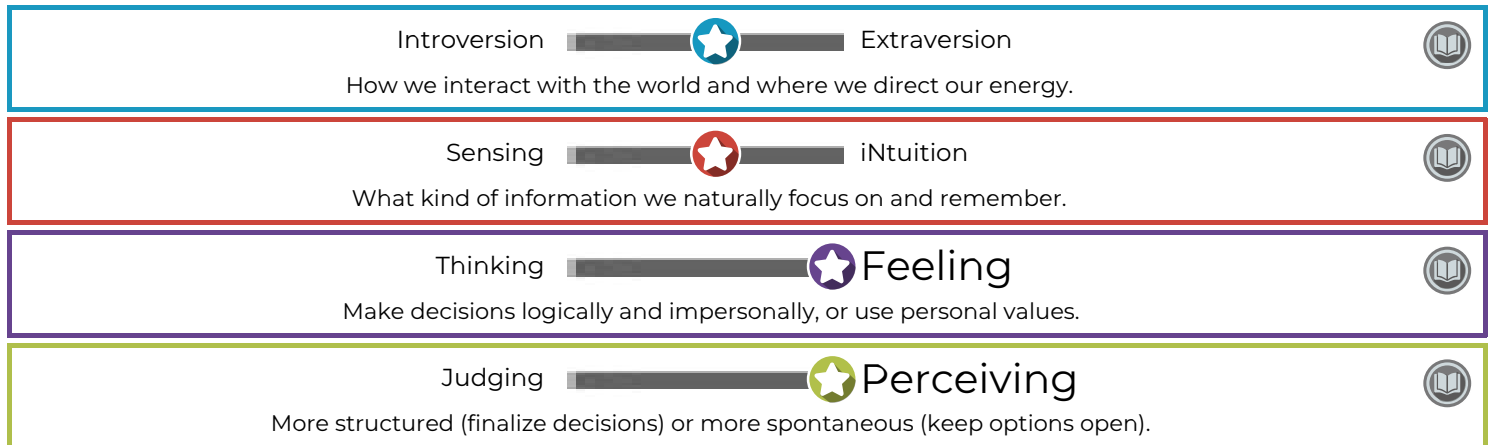 Introversion Extraversion
How we interact with the world and where we direct our energy.
Sensing iNtuition
What kind of information we naturally focus on and remember.
Thinking Feeling
Make decisions logically and impersonally, or use personal values.
Judging Perceiving
More structured (finalize decisions) or more spontaneous (keep options open).